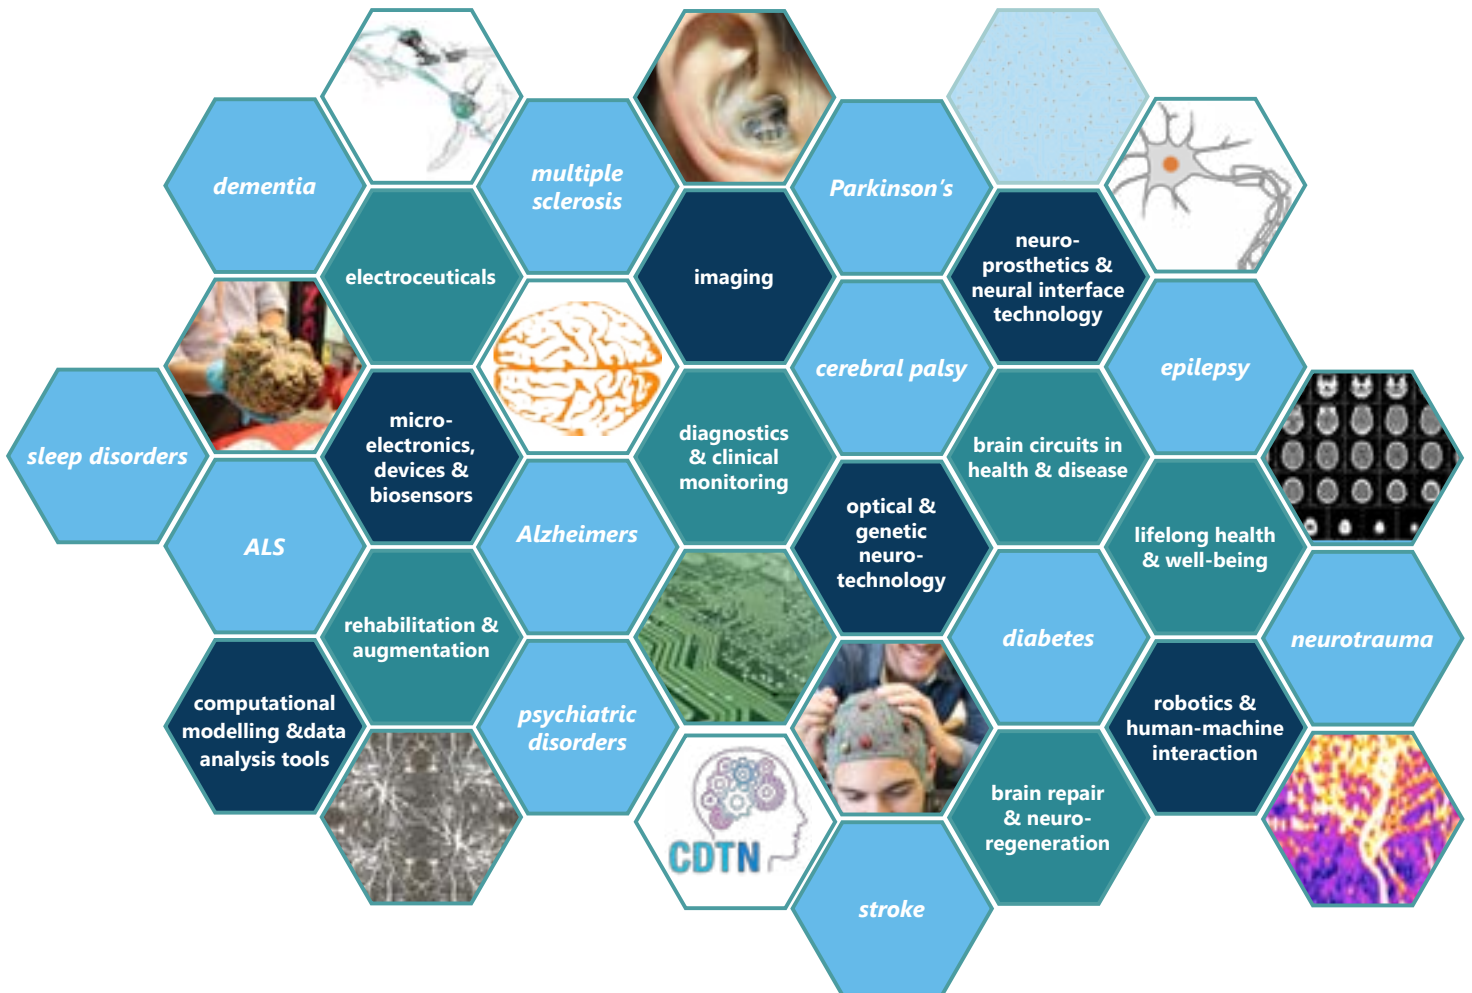 dementia
multiple
sclerosis
Parkinson's
electroceuticals
imaging
neuro-
prosthetics &
neural interface
technology
cerebral palsy
epilepsy
sleep disorders
micro-
electronics,
devices &
biosensors
diagnostics
& clinical
monitoring
brain circuits in
health & disease
ALS
Alzheimers
optical &
genetic
neuro-
technology
lifelong health
& well-being
rehabilitation &
augmentation
diabetes
neurotrauma
computational
modelling &data
analysis tools
psychiatric
disorders
robotics &
human-machine
interaction
CDTN
brain repair
& neuro-
regeneration
stroke